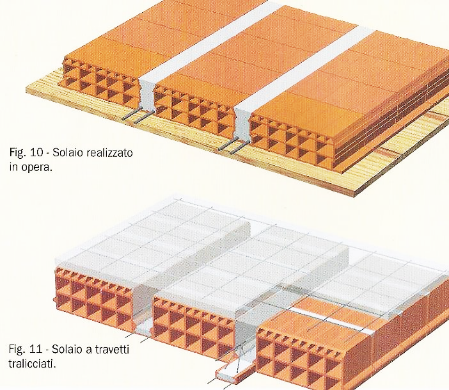 Fig. 10 - Solaio realizzato
in opera.
Fig. 11 - Solaio a travetti
tralicciati.